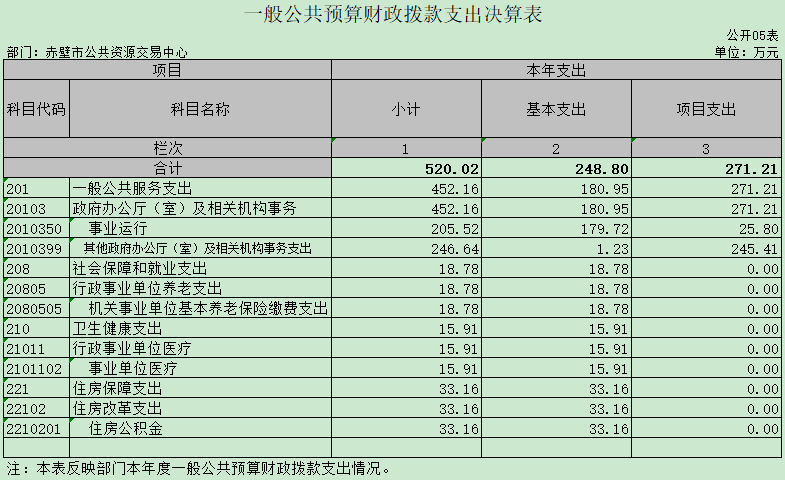 一般公共预算财政拨款支出决算表
公开05表
部门：赤壁市公共资源交易中心 单位：万元
项目 本年支出
科目代码 科目名称 小计 基本支出 项目支出
栏次 1 2 3
合计 520.02 248.80 271.21
201 一般公共服务支出 452.16 180.95 271.21
20103 政府办公厅（室）及相关机构事务 452.16 180.95 271.21
2010350 事业运行 205.52 179.72 25.80
2010399 其他政府办公厅（室）及相关机构事务支出 246.64 1.23 245.41
208 社会保障和就业支出 18.78 18.78 0.00
20805 行政事业单位养老支出 18.78 18.78 0.00
2080505 机关事业单位基本养老保险缴费支出 18.78 18.78 0.00
210 卫生健康支出 15.91 15.91 0.00
21011 行政事业单位医疗 15.91 15.91 0.00
2101102 事业单位医疗 15.91 15.91 0.00
221 住房保障支出 33.16 33.16 0.00
22102 住房改革支出 33.16 33.16 0.00
2210201 住房公积金 33.16 33.16 0.00
注：本表反映部门本年度一般公共预算财政拨款支出情况。